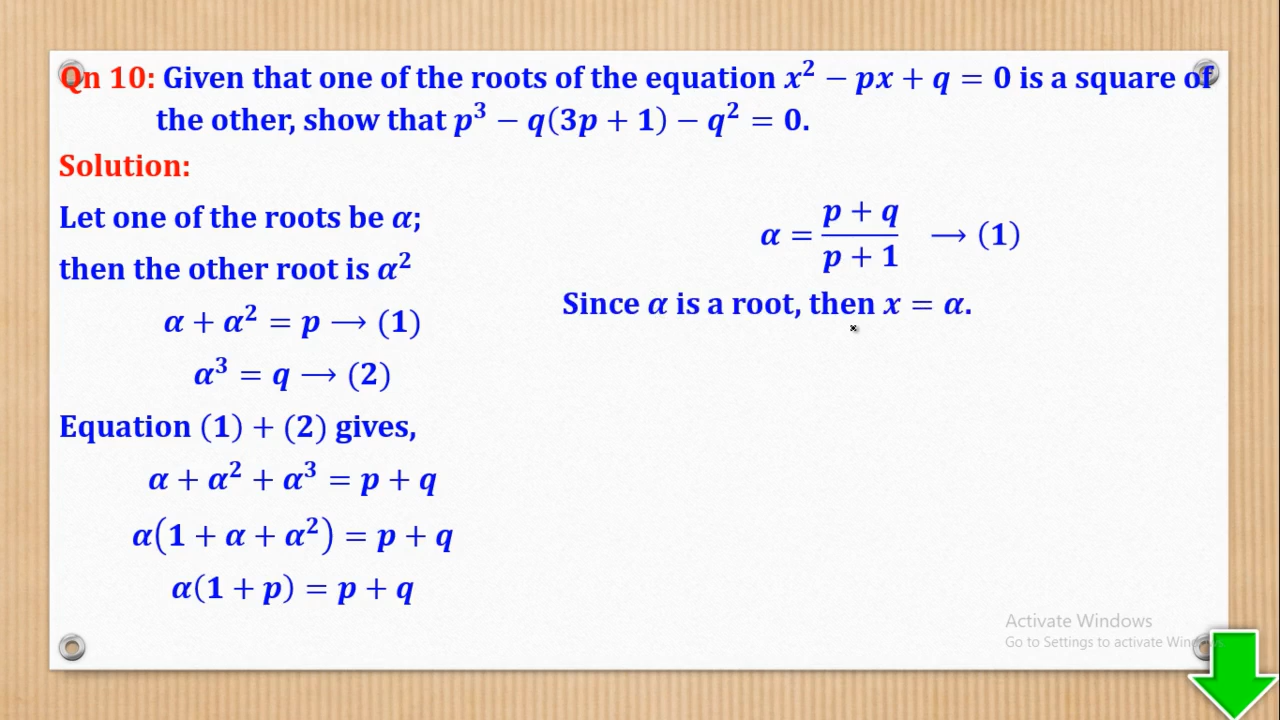 Qn 10: Given that one of the roots of the equation x² − px + q = 0 is a square of
the other, show that p³ − q(3p + 1) − q² = 0.
Solution:
Let one of the roots be α;
then the other root is α²
α + α² = p ⟶ (1)
α³ = q ⟶ (2)
Equation (1) + (2) gives,
α + α² + α³ = p + q
α(1 + α + α²) = p + q
α(1 + p) = p + q
α = (p + q)/(p + 1) ⟶ (1)
Since α is a root, then x = α.
Activate Windows
Go to Settings to activate Windows